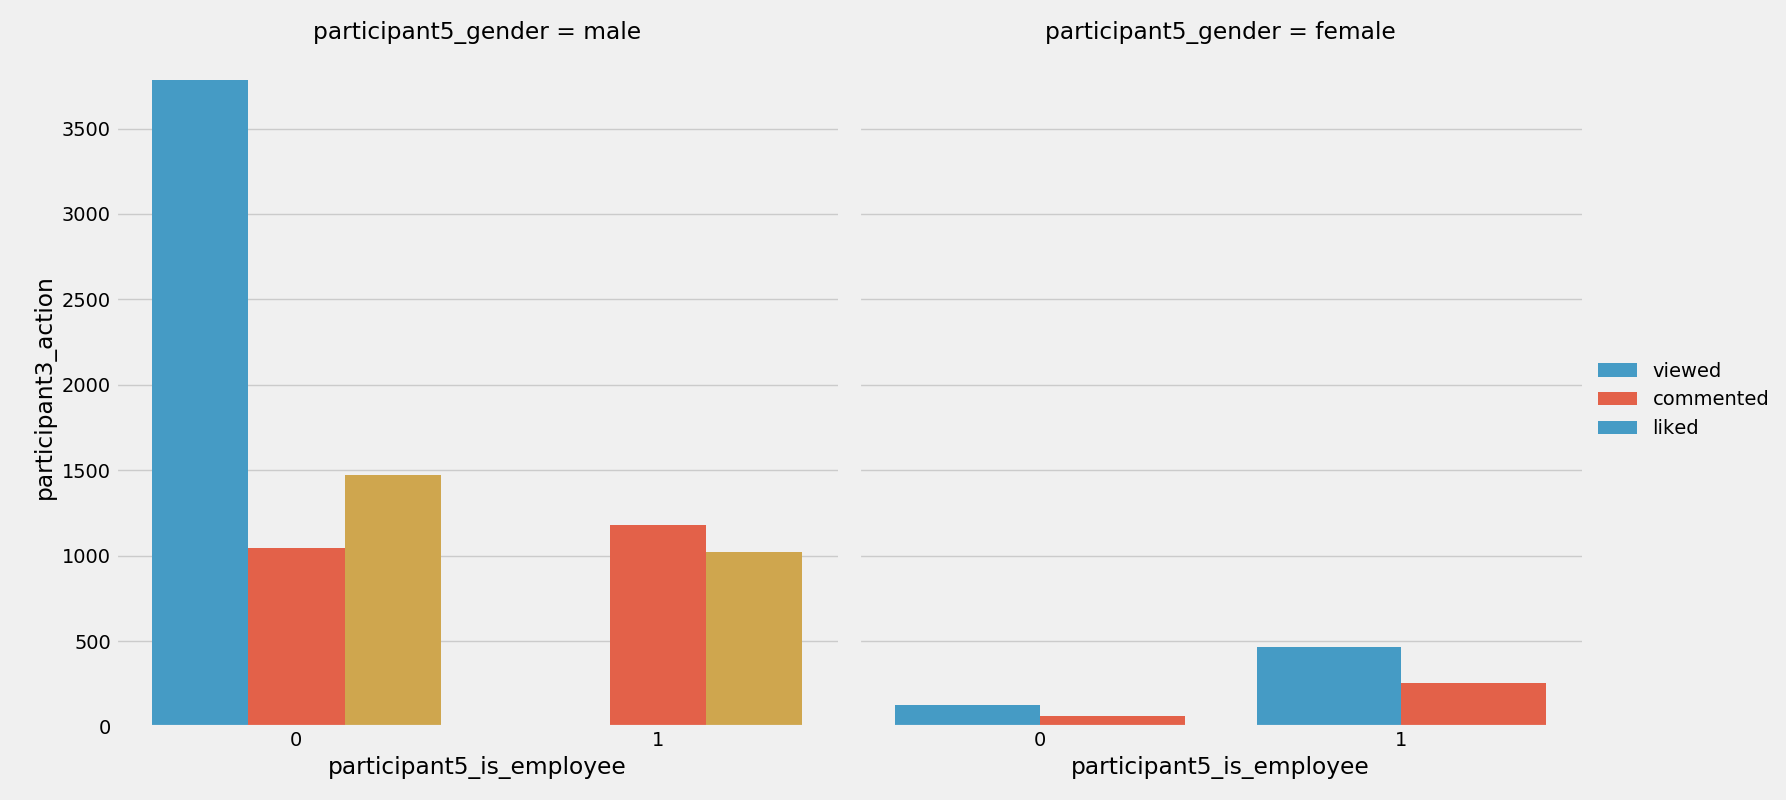 participant5_gender = male
participant5_gender = female
participant3_action
3500
3000
2500
2000
1500
1000
500
0
0
1
0
1
participant5_is_employee
participant5_is_employee
viewed
commented
liked